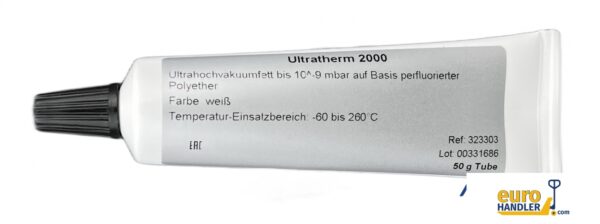 Ultratherm 2000
Ultrahochvakuumfett bis 10^-9 mbar auf Basis perfluorierter
Polyether
Farbe weiß
Temperatur-Einsatzbereich: -60 bis 260°C
Ref: 323303
EAC
Lot: 00331686
50 g Tube
euro
HANDLER
.com